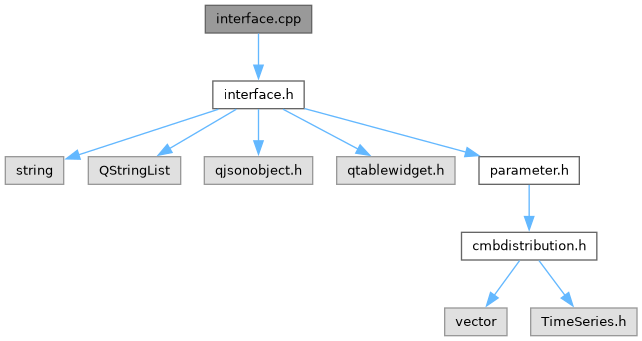 interface.cpp
interface.h
string
QStringList
qjsonobject.h
qtablewidget.h
parameter.h
cmbdistribution.h
vector
TimeSeries.h